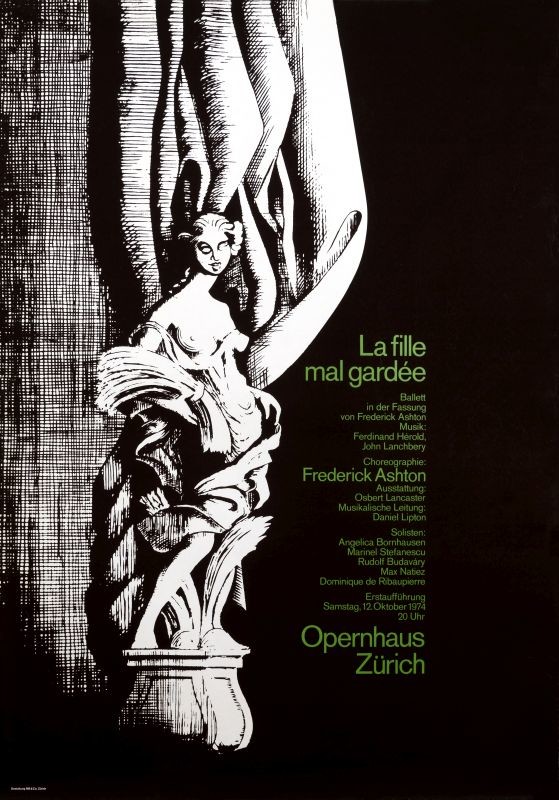 La fille
mal gardée
Ballett
in der Fassung
von Frederick Ashton
Musik:
Ferdinand Hérold,
John Lanchbery
Choreographie:
Frederick Ashton
Ausstattung:
Osbert Lancaster
Musikalische Leitung:
Daniel Lipton
Solisten:
Angelica Bornhausen
Marinel Stefanescu
Rudolf Budaváry
Max Natiez
Dominique de Ribaupierre
Erstaufführung
Samstag, 12. Oktober 1974
20 Uhr
Opernhaus
Zürich